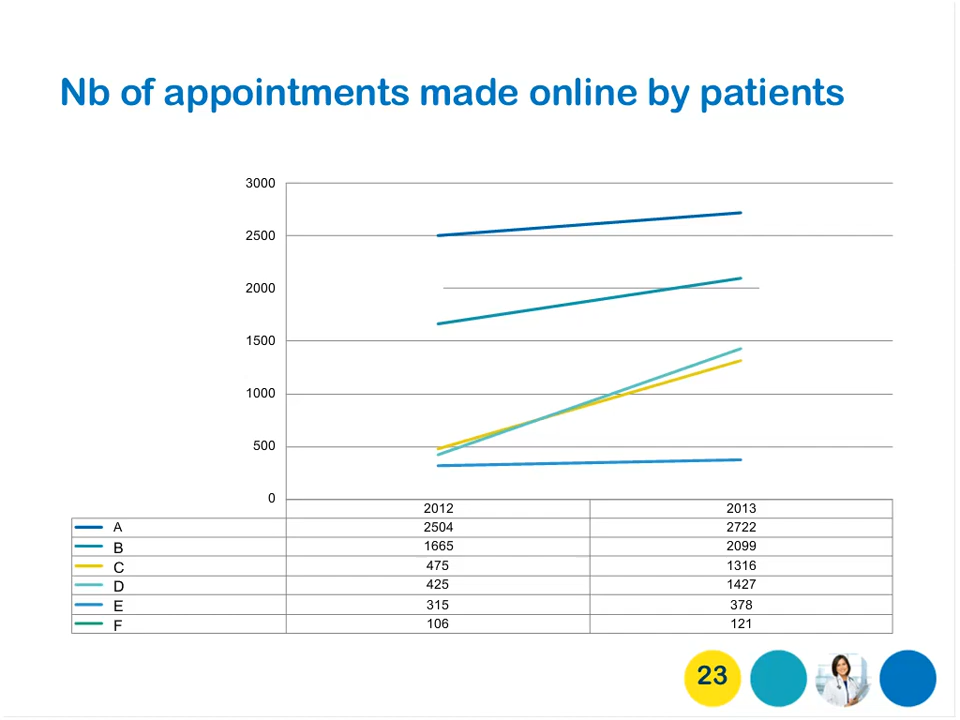 Nb of appointments made online by patients
3000
2500
2000
1500
1000
500
0
2012 2013
A 2504 2722
B 1665 2099
C 475 1316
D 425 1427
E 315 378
F 106 121
23